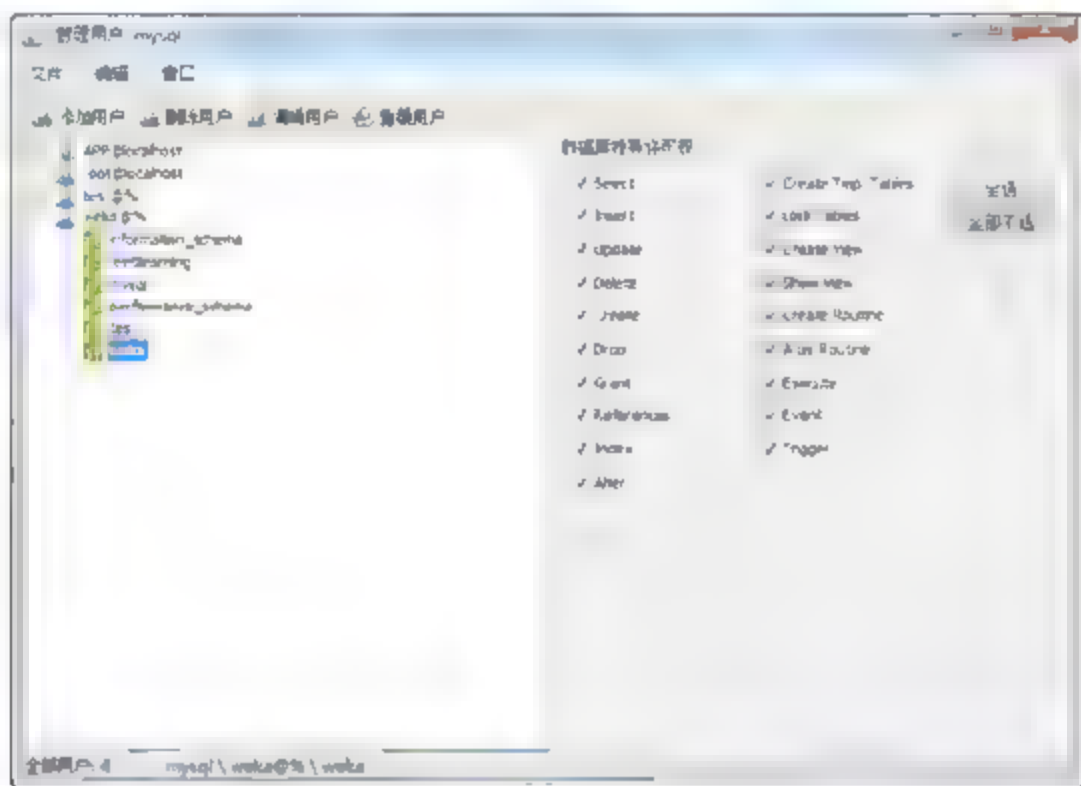 管理用户 mysql
文件 编辑 窗口
添加用户 删除用户 编辑用户 管理用户
APP@localhost
root@localhost
test@%
weka@%
information_schema
mysql
performance_schema
test
weka
Select
Insert
Update
Delete
Create
Drop
Grant
References
Index
Alter
Create Tmp. Tables
Lock Tables
Create View
Show View
Create Routine
Alter Routine
Execute
Event
Trigger
全选
全部不选
全部用户: 4 mysql \ weka@% \ weka